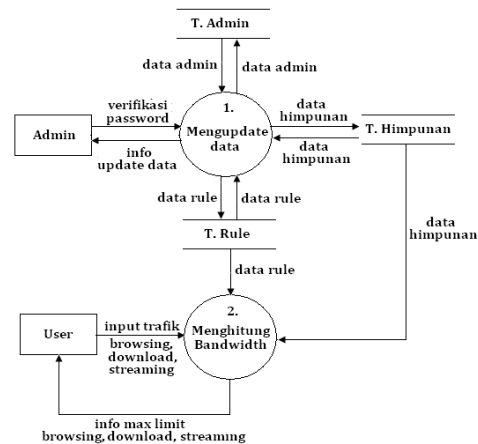 T. Admin
data admin
data admin
verifikasi
password
Admin
info
update data
1.
Mengupdate
data
data
himpunan
T. Himpunan
data
himpunan
data rule
data rule
data
himpunan
T. Rule
data rule
User
input trafik
browsing,
download,
streaming
2.
Menghitung
Bandwidth
info max limit
browsing, download, streaming